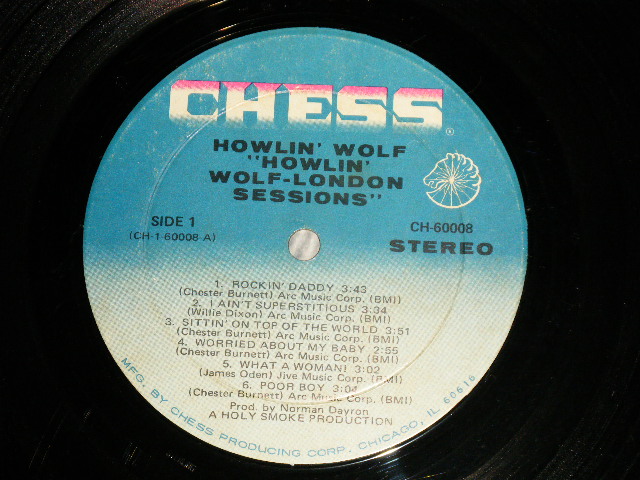 CHESS
®
HOWLIN' WOLF
"HOWLIN'
WOLF-LONDON
SESSIONS"
SIDE 1
(CH-1-60008-A)
CH-60008
STEREO
1. ROCKIN' DADDY 3:43
(Chester Burnett) Arc Music Corp. (BMI)
2. I AIN'T SUPERSTITIOUS 3:34
(Willie Dixon) Arc Music Corp. (BMI)
3. SITTIN' ON TOP OF THE WORLD 3:51
(Chester Burnett) Arc Music Corp. (BMI)
4. WORRIED ABOUT MY BABY 2:55
(Chester Burnett) Arc Music Corp. (BMI)
5. WHAT A WOMAN! 3:02
(James Oden) Jive Music Corp. (BMI)
6. POOR BOY 3:04
(Chester Burnett) Arc Music Corp. (BMI)
Prod. by Norman Dayron
A HOLY SMOKE PRODUCTION
MFG. BY CHESS PRODUCING CORP., CHICAGO, IL 60616